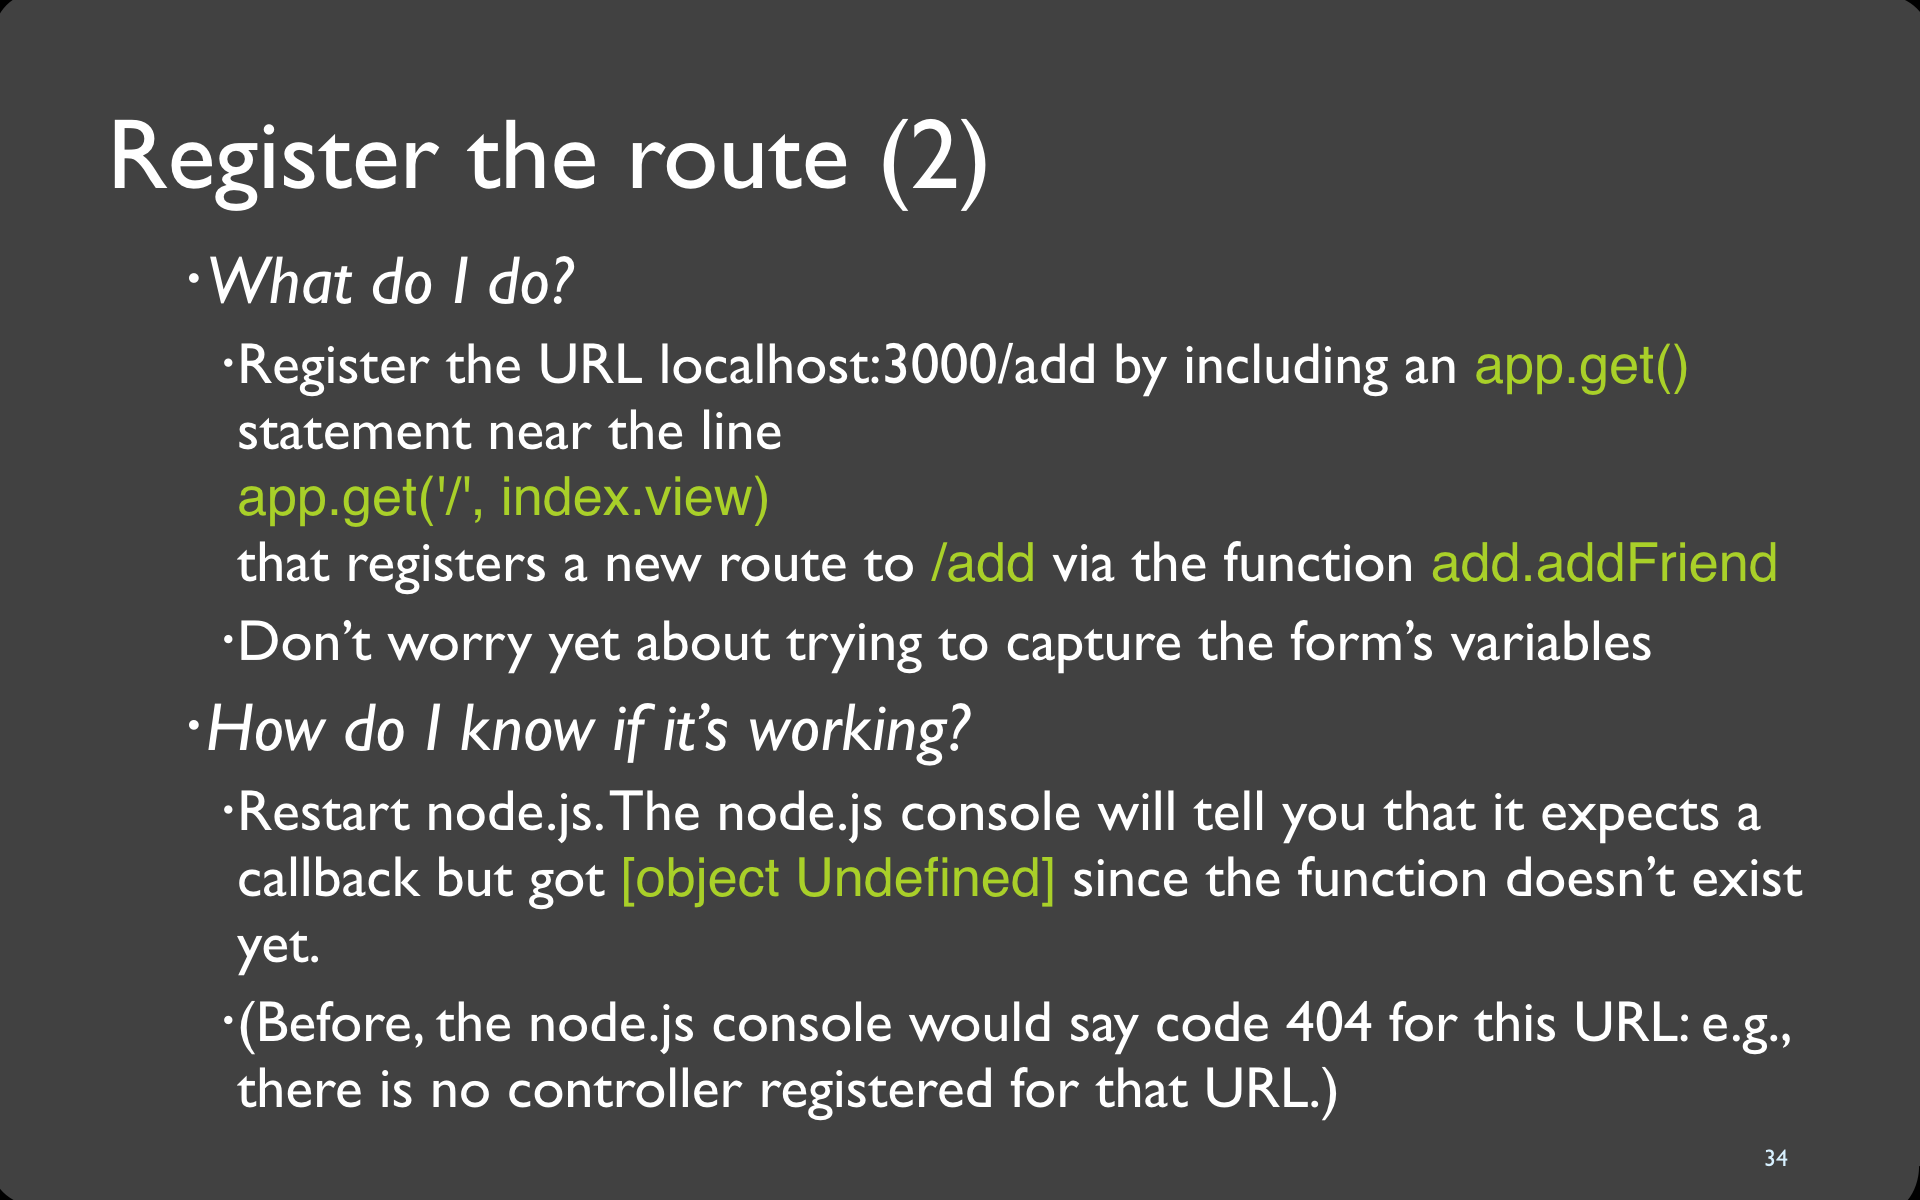 Register the route (2)
•What do I do?
•Register the URL localhost:3000/add by including an app.get()
statement near the line
app.get('/', index.view)
that registers a new route to /add via the function add.addFriend
•Don’t worry yet about trying to capture the form’s variables
•How do I know if it’s working?
•Restart node.js. The node.js console will tell you that it expects a
callback but got [object Undefined] since the function doesn’t exist
yet.
•(Before, the node.js console would say code 404 for this URL: e.g.,
there is no controller registered for that URL.)
34